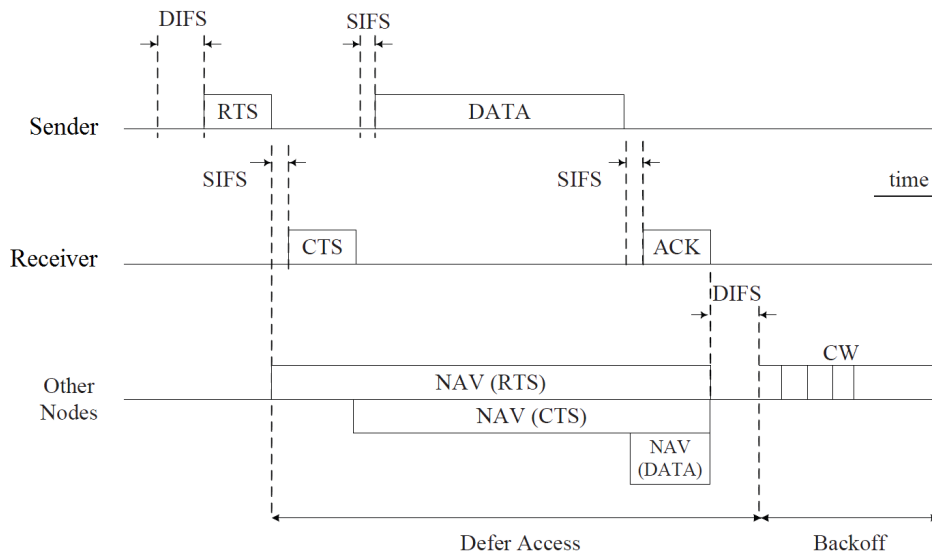 DIFS
SIFS
RTS
DATA
Sender
SIFS
SIFS
time
CTS
ACK
Receiver
DIFS
CW
NAV (RTS)
Other
Nodes
NAV (CTS)
NAV
(DATA)
Defer Access
Backoff